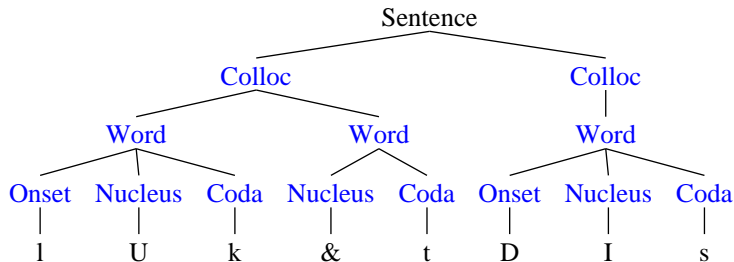 Sentence
Colloc Colloc
Word Word Word
Onset Nucleus Coda Nucleus Coda Onset Nucleus Coda
l U k & t D I s